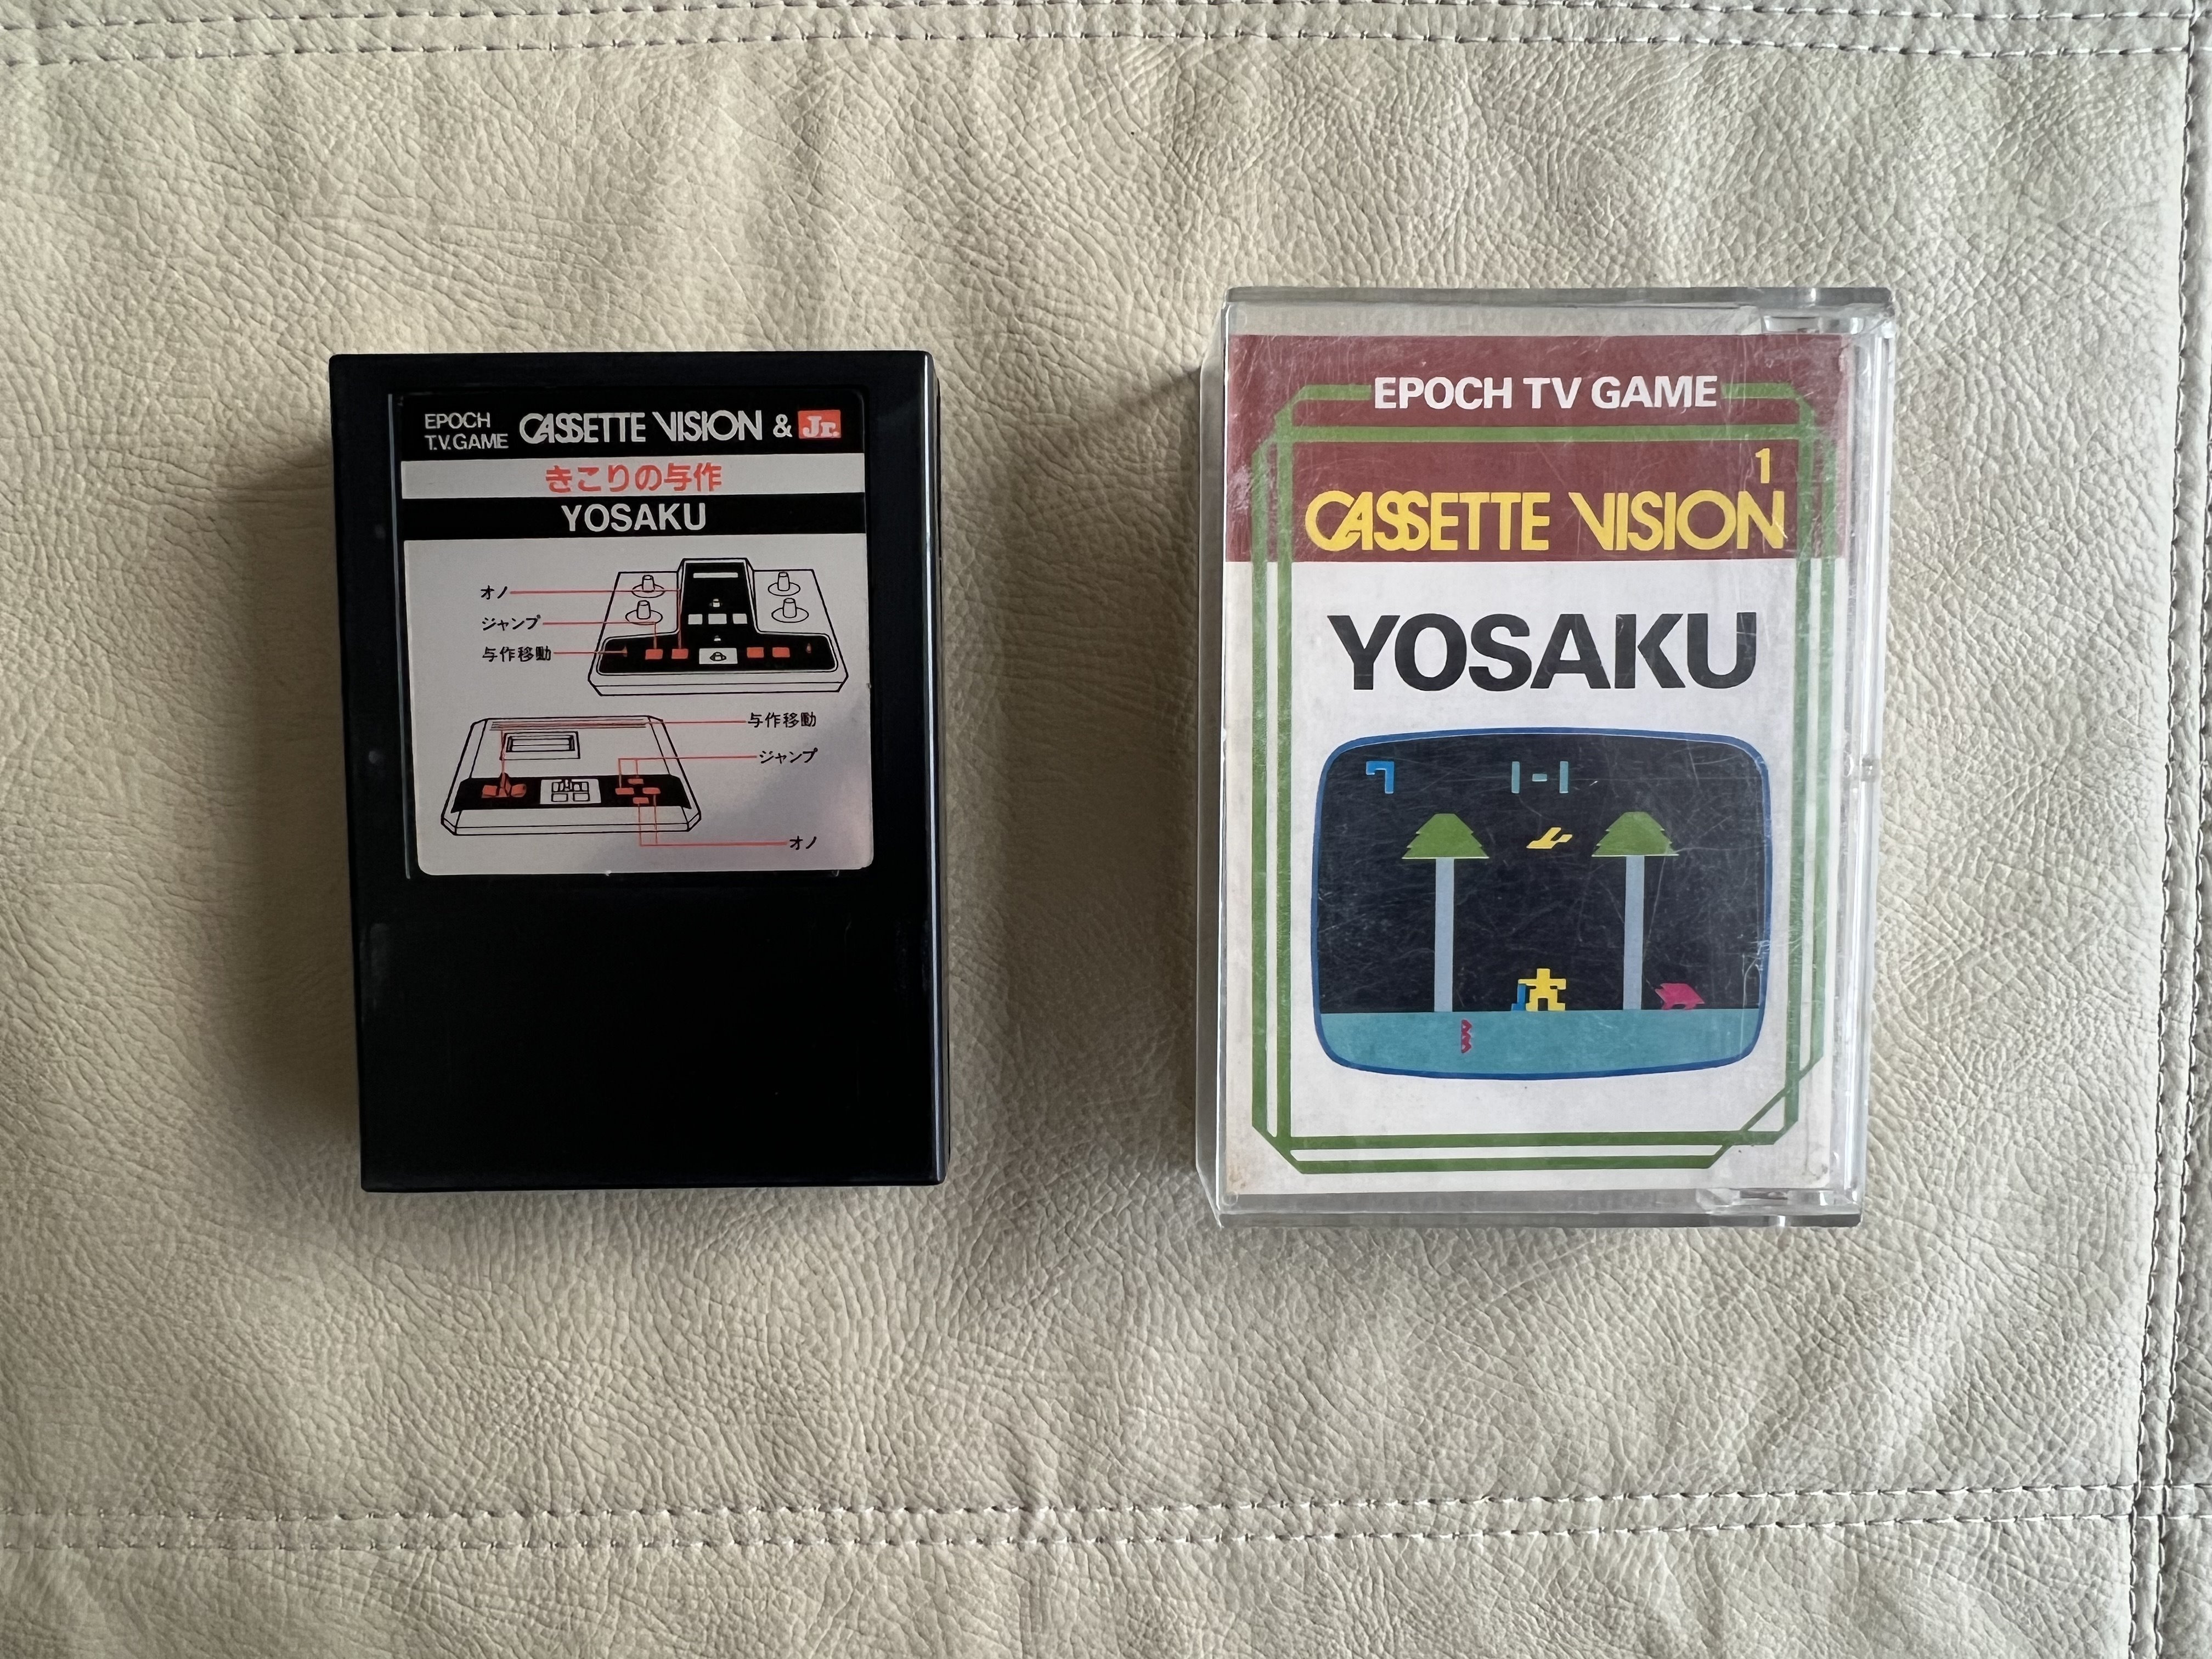 EPOCH
T.V.GAME CASSETTE VISION & Jr.
きこりの与作
YOSAKU
オノ
ジャンプ
与作移動
与作移動
ジャンプ
オノ
EPOCH TV GAME
1
CASSETTE VISION
YOSAKU
7 1-1